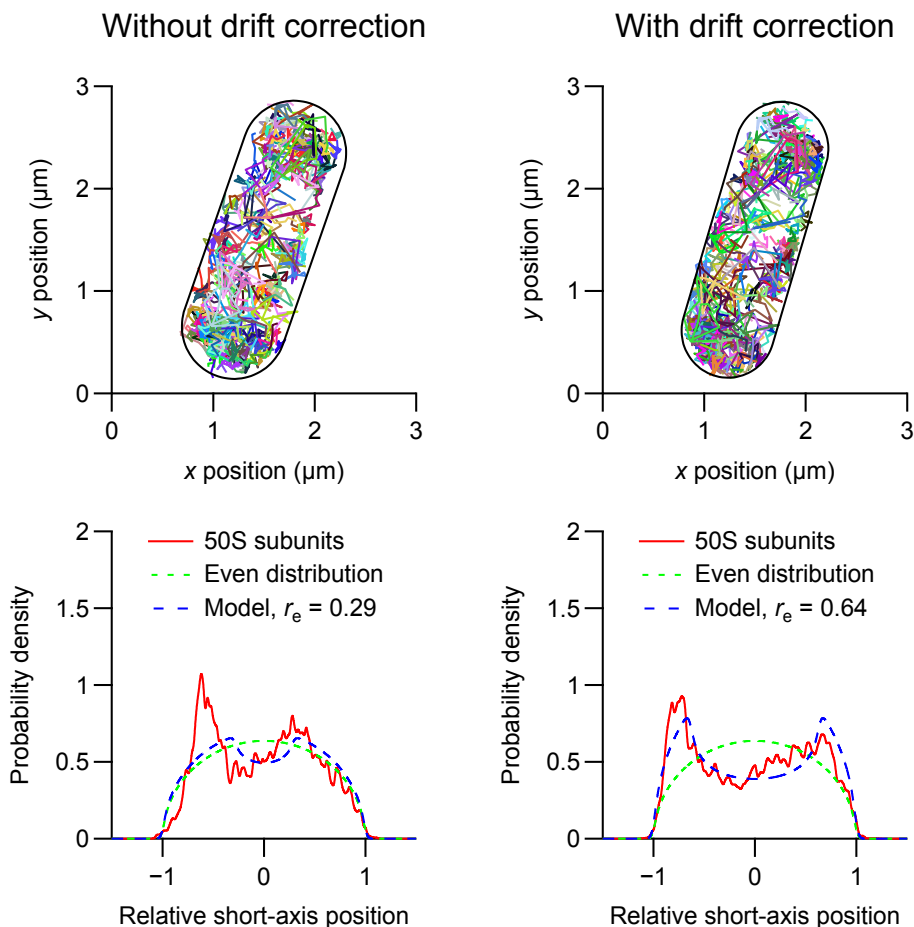 Without drift correction
With drift correction
3
2
1
0
y position (μm)
0
1
2
3
x position (μm)
3
2
1
0
y position (μm)
0
1
2
3
x position (μm)
2
1.5
1
0.5
0
Probability density
50S subunits
Even distribution
Model, re = 0.29
−1
0
1
Relative short-axis position
2
1.5
1
0.5
0
Probability density
50S subunits
Even distribution
Model, re = 0.64
−1
0
1
Relative short-axis position